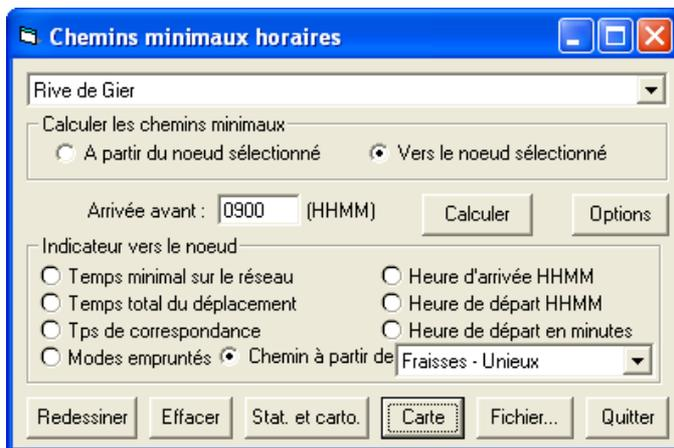 Chemins minimaux horaires
Rive de Gier
Calculer les chemins minimaux
A partir du noeud sélectionné Vers le noeud sélectionné
Arrivée avant : 0900 (HHMM) Calculer Options
Indicateur vers le noeud
Temps minimal sur le réseau Heure d'arrivée HHMM
Temps total du déplacement Heure de départ HHMM
Tps de correspondance Heure de départ en minutes
Modes empruntés Chemin à partir de Fraisses - Unieux
Redessiner Effacer Stat. et carto. Carte Fichier... Quitter